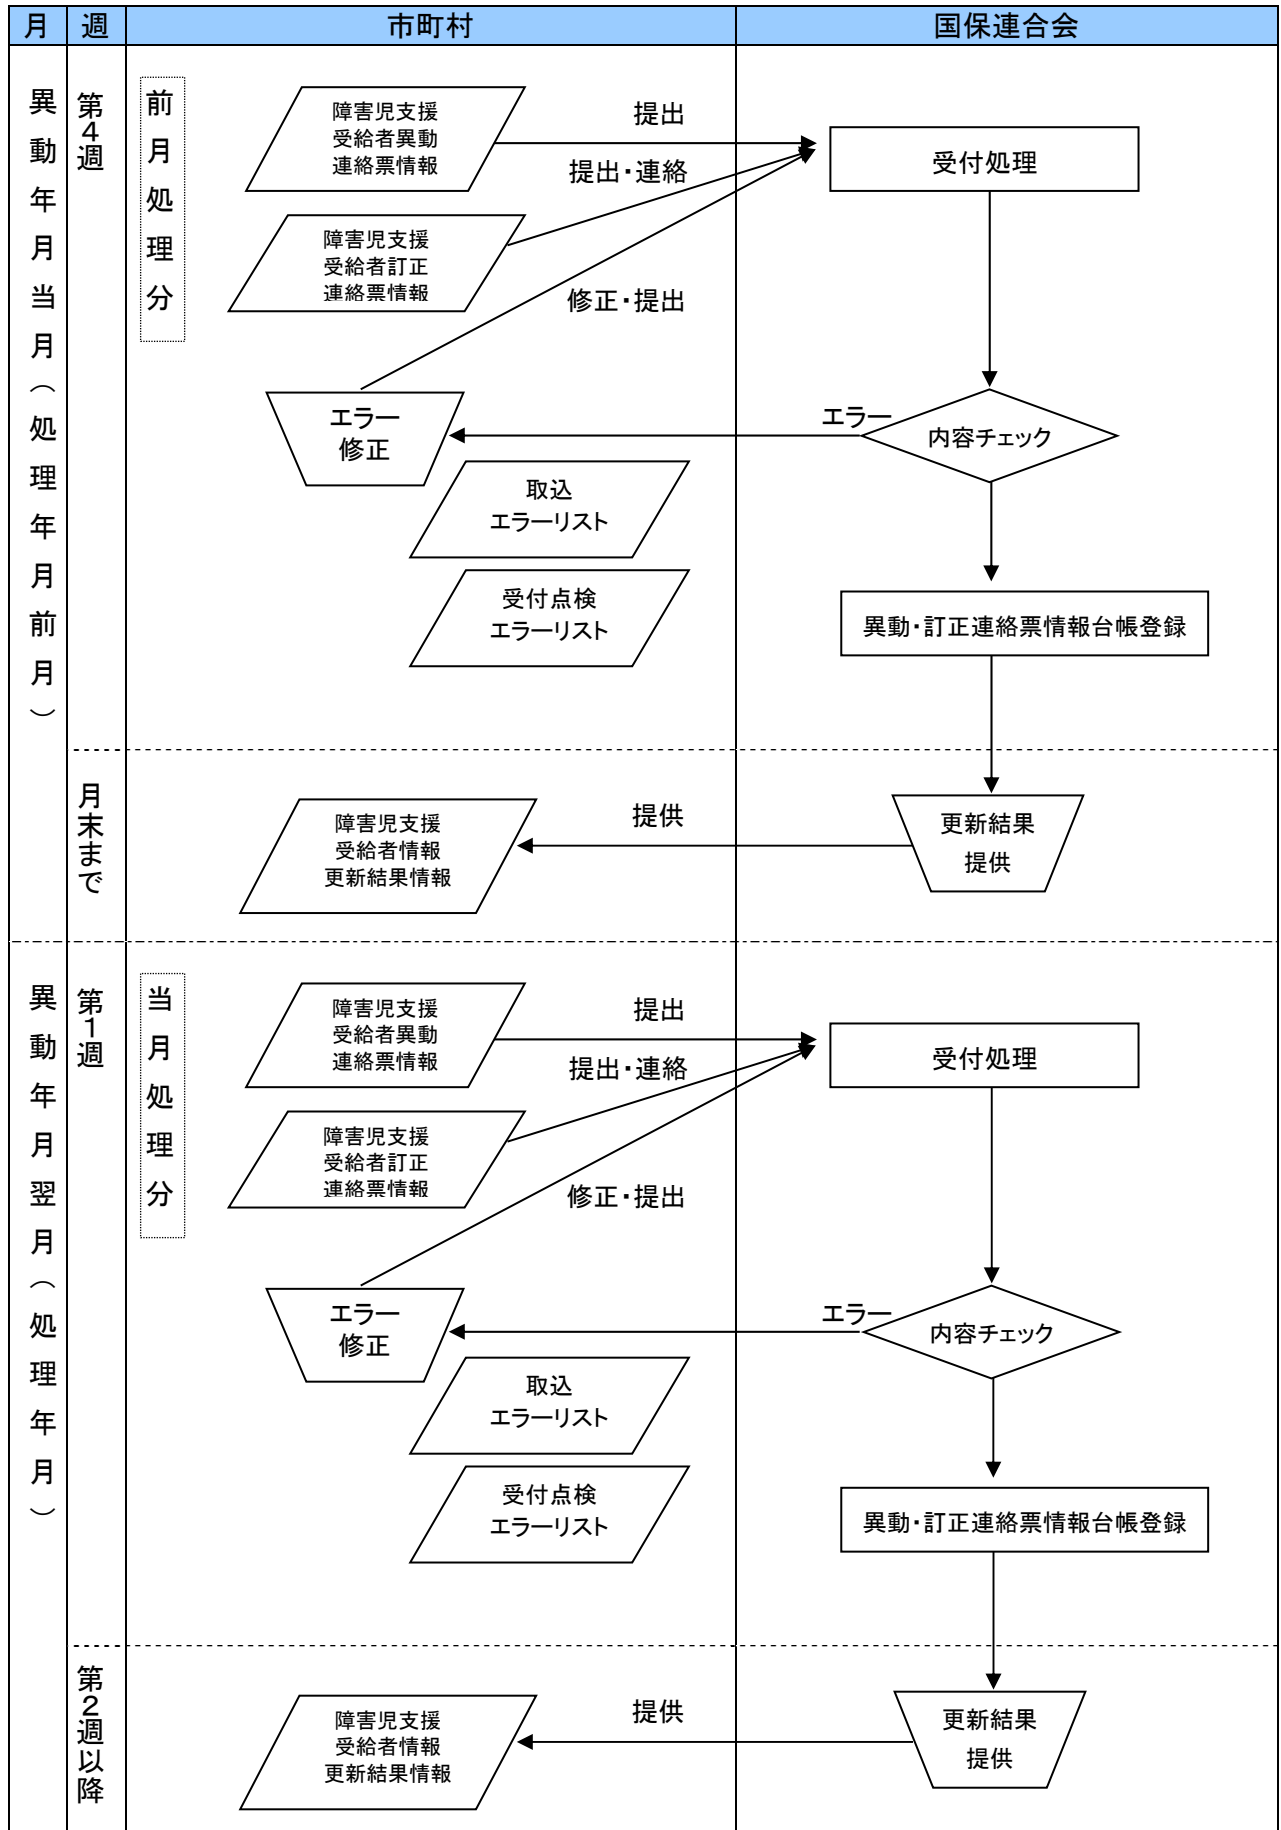 月
週
市町村
国保連合会
異動年月当月（処理年月前月）
第４週
前月処理分
障害児支援
受給者異動
連絡票情報
提出
提出・連絡
障害児支援
受給者訂正
連絡票情報
修正・提出
受付処理
エラー
修正
エラー
内容チェック
取込
エラーリスト
受付点検
エラーリスト
異動・訂正連絡票情報台帳登録
月末まで
障害児支援
受給者情報
更新結果情報
提供
更新結果
提供
異動年月翌月（処理年月）
第１週
当月処理分
障害児支援
受給者異動
連絡票情報
提出
提出・連絡
障害児支援
受給者訂正
連絡票情報
修正・提出
受付処理
エラー
修正
エラー
内容チェック
取込
エラーリスト
受付点検
エラーリスト
異動・訂正連絡票情報台帳登録
第２週以降
障害児支援
受給者情報
更新結果情報
提供
更新結果
提供